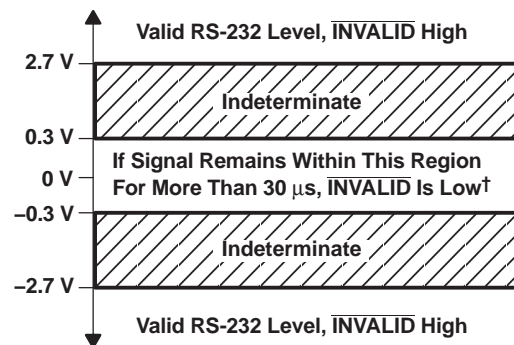 Valid RS-232 Level, INVALID High
2.7 V
Indeterminate
0.3 V
If Signal Remains Within This Region
0 V
For More Than 30 μs, INVALID Is Low†
–0.3 V
Indeterminate
–2.7 V
Valid RS-232 Level, INVALID High